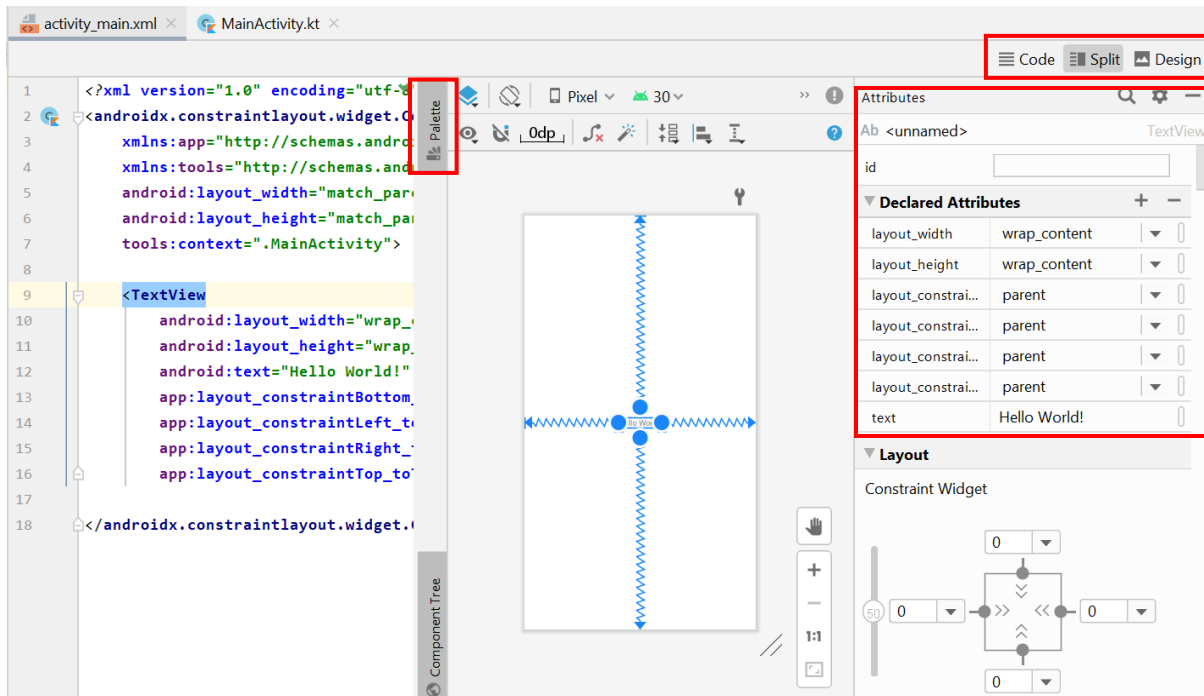 activity_main.xml
MainActivity.kt
Code Split Design
1 <?xml version="1.0" encoding="utf-8"
2 <androidx.constraintlayout.widget.Co
3 xmlns:app="http://schemas.andro
4 xmlns:tools="http://schemas.and
5 android:layout_width="match_par
6 android:layout_height="match_pa
7 tools:context=".MainActivity">
8
9 <TextView
10 android:layout_width="wrap_c
11 android:layout_height="wrap_
12 android:text="Hello World!"
13 app:layout_constraintBottom_
14 app:layout_constraintLeft_to
15 app:layout_constraintRight_
16 app:layout_constraintTop_to
17
18 </androidx.constraintlayout.widget.C
Palette
Component Tree
Pixel 30
0dp
1:1
Attributes
Ab <unnamed> TextView
id
Declared Attributes
layout_width wrap_content
layout_height wrap_content
layout_constrai... parent
layout_constrai... parent
layout_constrai... parent
layout_constrai... parent
text Hello World!
Layout
Constraint Widget
0
50 0 0
0